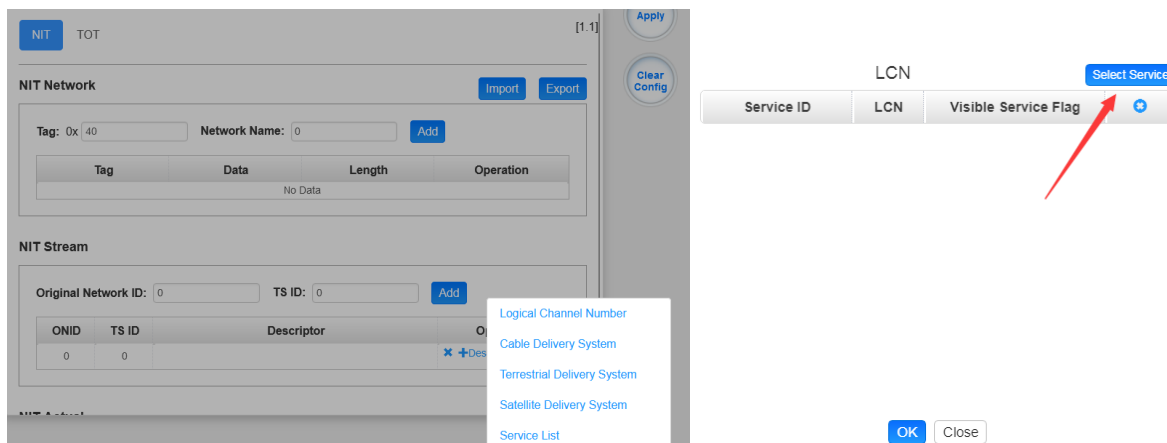 NIT TOT [1.1]
Apply
Clear
Config
NIT Network
Import Export
Tag: 0x 40 Network Name: 0 Add
Tag Data Length Operation
No Data
NIT Stream
Original Network ID: 0 TS ID: 0 Add
ONID TS ID Descriptor
0 0 +Des
Logical Channel Number
Cable Delivery System
Terrestrial Delivery System
Satellite Delivery System
Service List
LCN
Select Service
Service ID LCN Visible Service Flag
OK Close